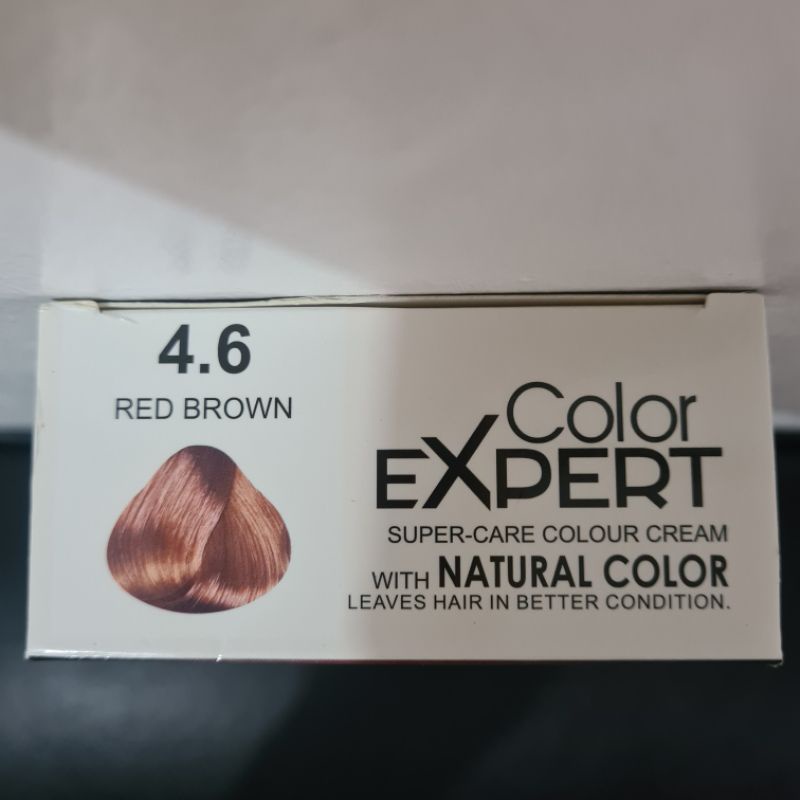 4.6
RED BROWN
Color
EXPERT
SUPER-CARE COLOUR CREAM
WITH NATURAL COLOR
LEAVES HAIR IN BETTER CONDITION.